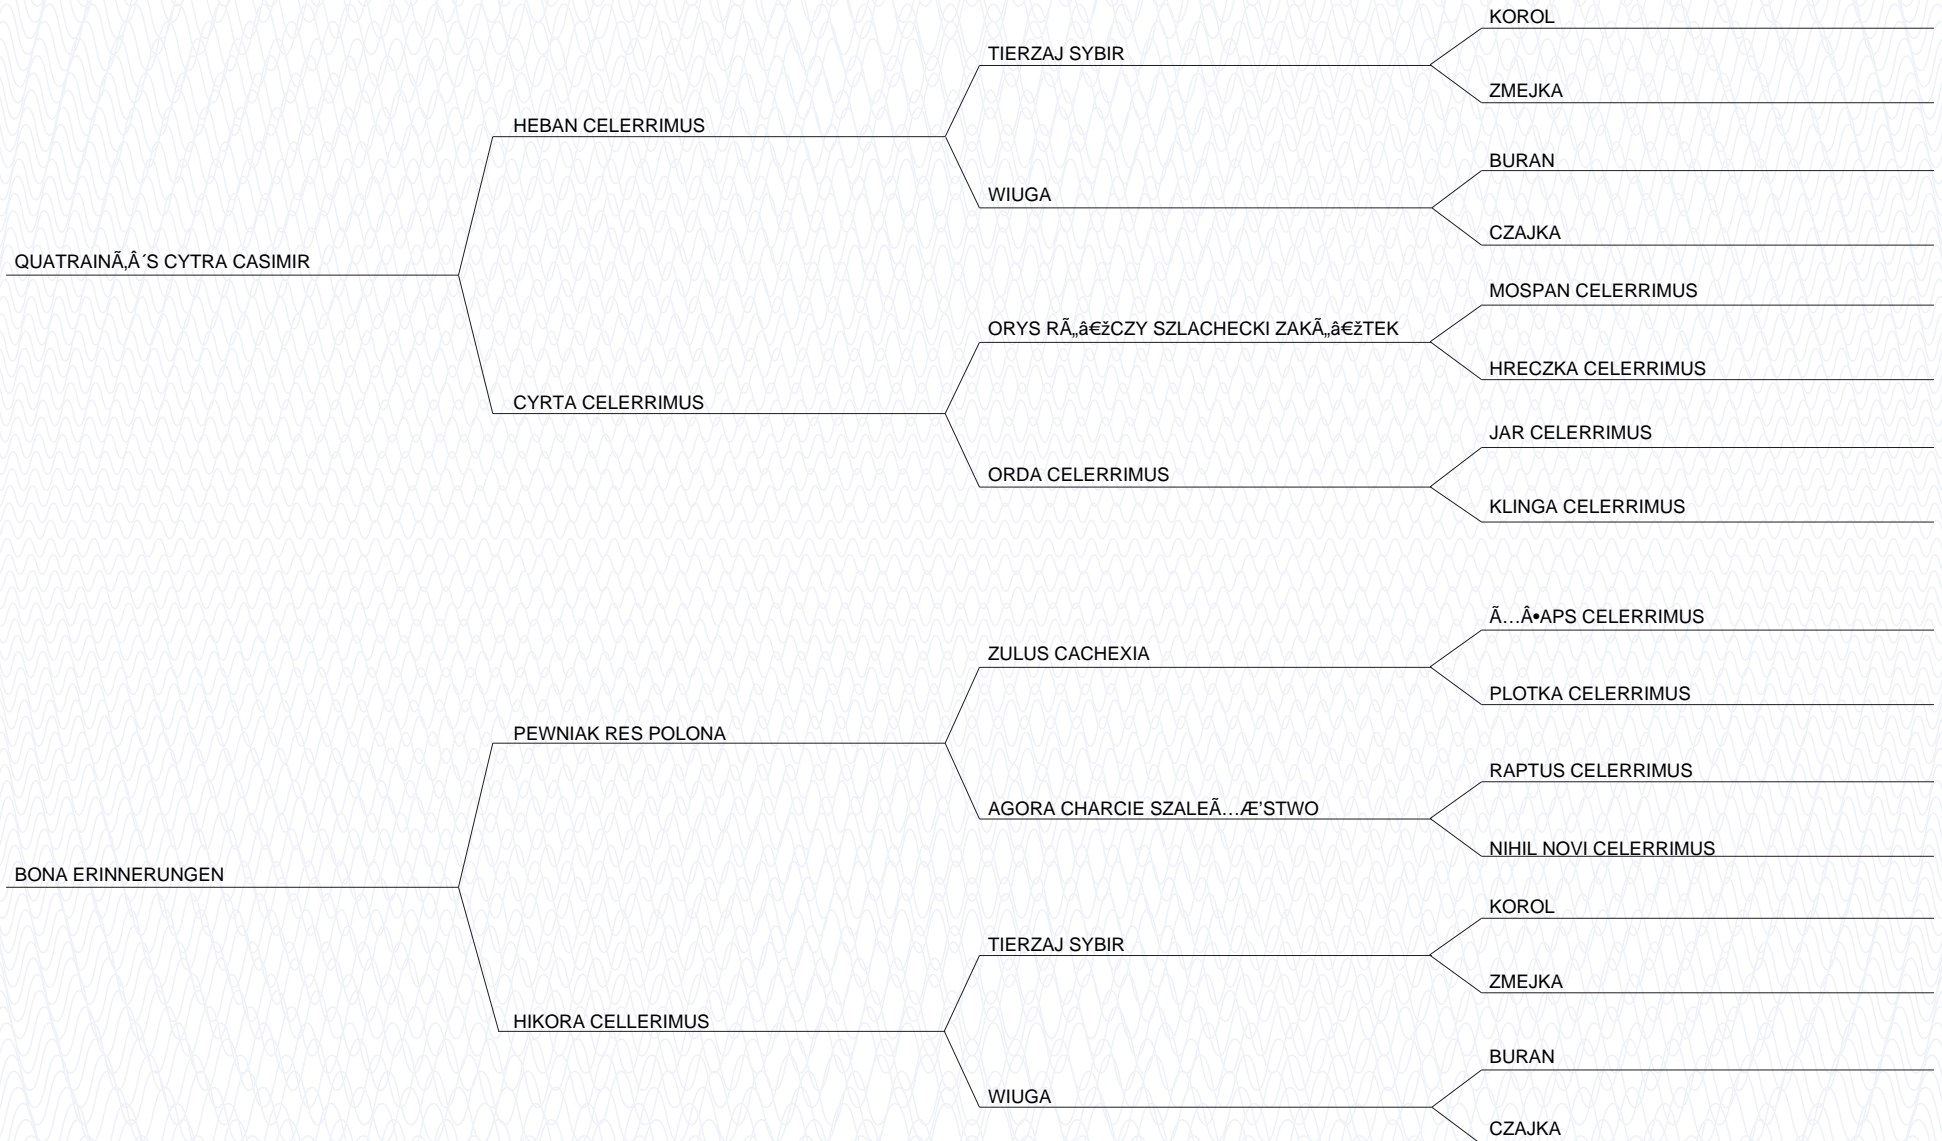 KOROL
TIERZAJ SYBIR
ZMEJKA
HEBAN CELERRIMUS
BURAN
WIUGA
CZAJKA
QUATRAINÃ‚Â´S CYTRA CASIMIR
MOSPAN CELERRIMUS
ORYS RÃ„â€žCZY SZLACHECKI ZAKÃ„â€žTEK
HRECZKA CELERRIMUS
CYRTA CELERRIMUS
JAR CELERRIMUS
ORDA CELERRIMUS
KLINGA CELERRIMUS
Ã…Â•APS CELERRIMUS
ZULUS CACHEXIA
PLOTKA CELERRIMUS
PEWNIAK RES POLONA
RAPTUS CELERRIMUS
AGORA CHARCIE SZALEÃ…Æ’STWO
NIHIL NOVI CELERRIMUS
BONA ERINNERUNGEN
KOROL
TIERZAJ SYBIR
ZMEJKA
HIKORA CELLERIMUS
BURAN
WIUGA
CZAJKA